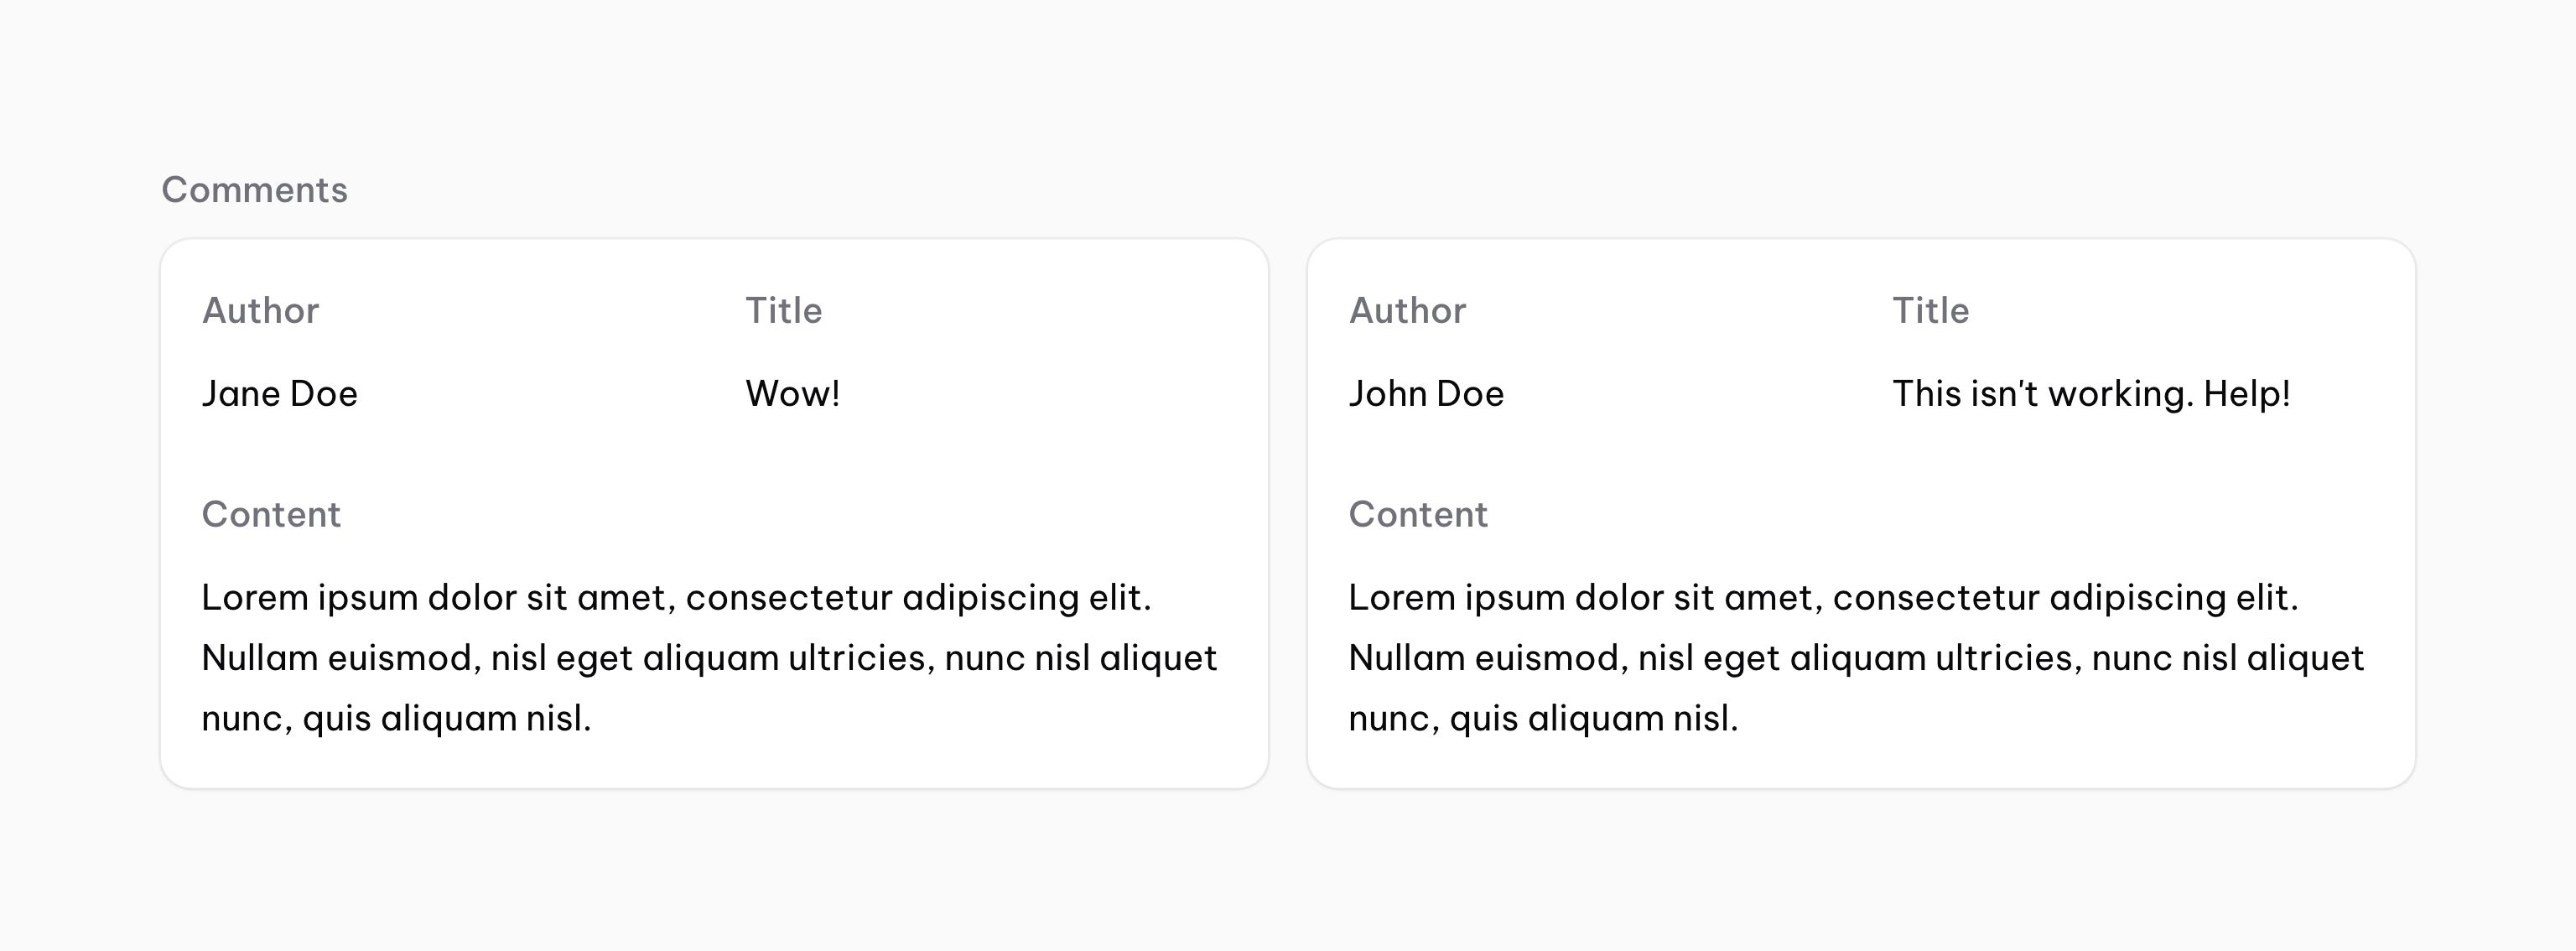 Comments
Author
Title
Jane Doe
Wow!
Content
Lorem ipsum dolor sit amet, consectetur adipiscing elit.
Nullam euismod, nisl eget aliquam ultricies, nunc nisl aliquet
nunc, quis aliquam nisl.
Author
Title
John Doe
This isn't working. Help!
Content
Lorem ipsum dolor sit amet, consectetur adipiscing elit.
Nullam euismod, nisl eget aliquam ultricies, nunc nisl aliquet
nunc, quis aliquam nisl.